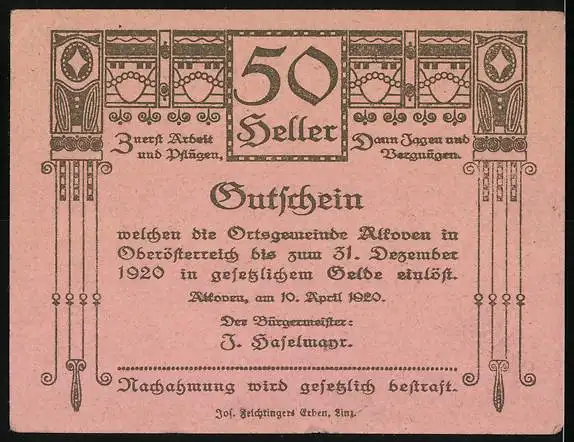 50
Heller
Zuerst Arbeit
und Pflügen,
Dann Jagen und
Vergnügen.
Gutschein
welchen die Ortsgemeinde Alkoven in
Oberösterreich bis zum 31. Dezember
1920 in gesetzlichem Gelde einlöst.
Alkoven, am 10. April 1920.
Der Bürgermeister:
J. Haselmayr.
Nachahmung wird gesetzlich bestraft.
Jos. Feichtingers Erben, Linz.